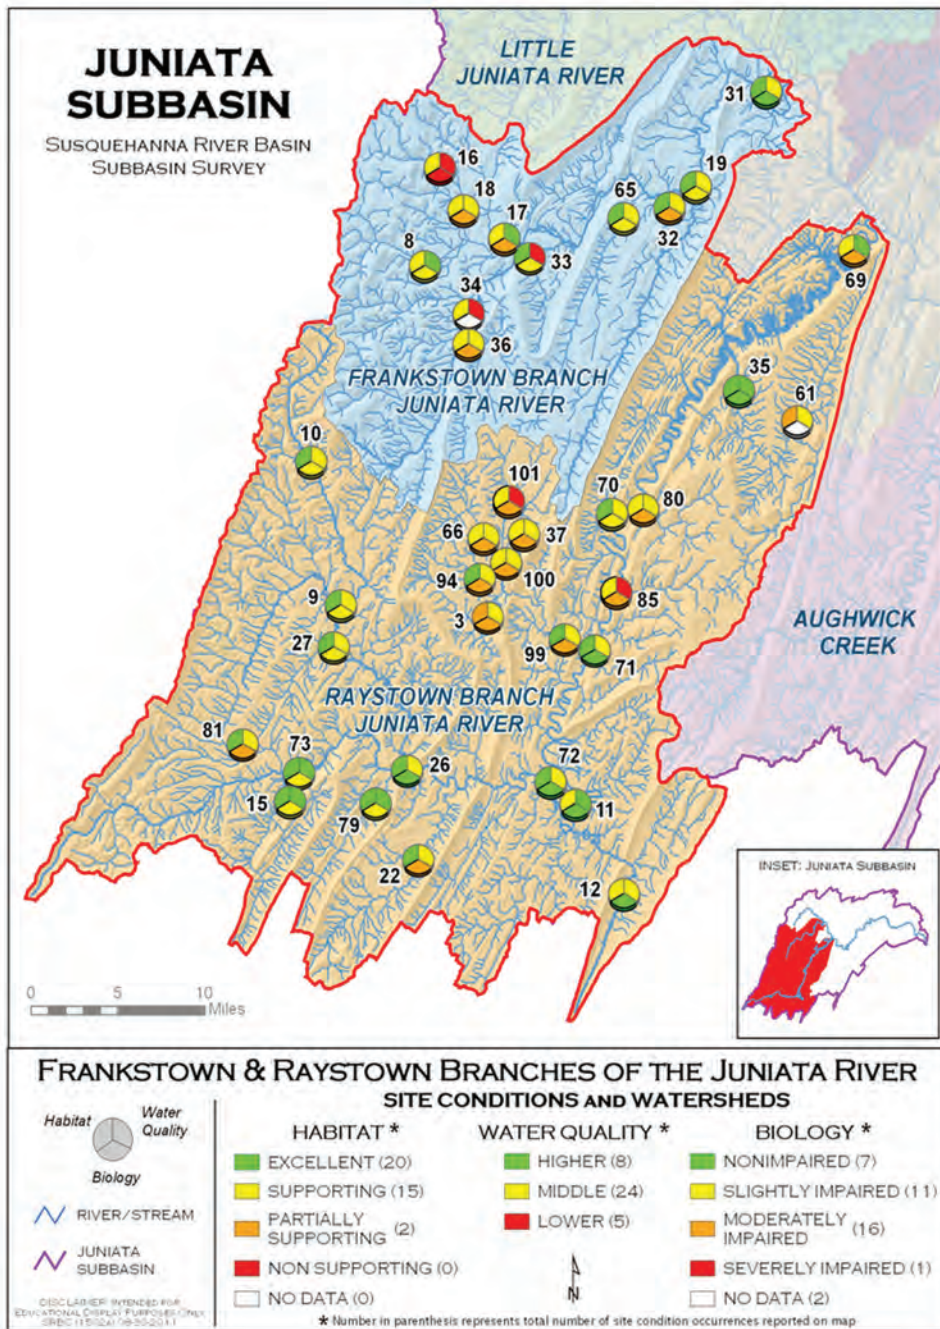 JUNIATA
SUBBASIN
SUSQUEHANNA RIVER BASIN
SUBBASIN SURVEY
LITTLE
JUNIATA RIVER
31
16
19
18
65
17
8
32
33
69
34
36
35
61
FRANKSTOWN BRANCH
JUNIATA RIVER
10
101
70
80
66
37
94
100
9
85
3
27
99
71
AUGHWICK
CREEK
RAYSTOWN BRANCH
JUNIATA RIVER
81
73
26
72
15
79
11
22
12
INSET: JUNIATA SUBBASIN
0 5 10
Miles
FRANKSTOWN & RAYSTOWN BRANCHES OF THE JUNIATA RIVER
SITE CONDITIONS AND WATERSHEDS
Habitat
Water
Quality
Biology
RIVER/STREAM
JUNIATA
SUBBASIN
DISCLAIMER: INTENDED FOR
EDUCATIONAL DISPLAY PURPOSES ONLY.
HABITAT *
EXCELLENT (20)
SUPPORTING (15)
PARTIALLY
SUPPORTING (2)
NON SUPPORTING (0)
NO DATA (0)
WATER QUALITY *
HIGHER (8)
MIDDLE (24)
LOWER (5)
N
BIOLOGY *
NONIMPAIRED (7)
SLIGHTLY IMPAIRED (11)
MODERATELY
IMPAIRED (16)
SEVERELY IMPAIRED (1)
NO DATA (2)
* Number in parenthesis represents total number of site condition occurrences reported on map